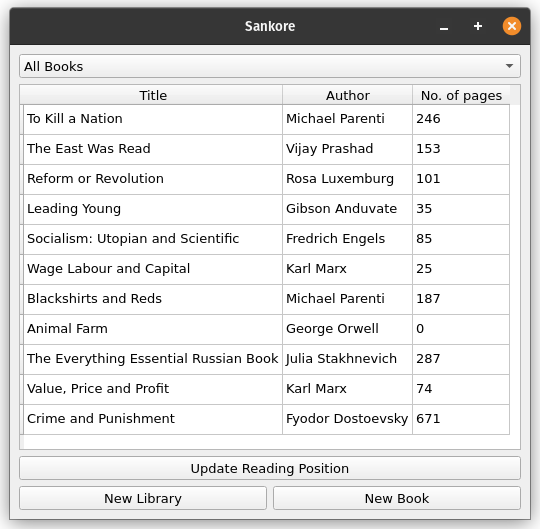 Sankore
All Books
Title Author No. of pages
To Kill a Nation Michael Parenti 246
The East Was Read Vijay Prashad 153
Reform or Revolution Rosa Luxemburg 101
Leading Young Gibson Anduvate 35
Socialism: Utopian and Scientific Fredrich Engels 85
Wage Labour and Capital Karl Marx 25
Blackshirts and Reds Michael Parenti 187
Animal Farm George Orwell 0
The Everything Essential Russian Book Julia Stakhnevich 287
Value, Price and Profit Karl Marx 74
Crime and Punishment Fyodor Dostoevsky 671
Update Reading Position
New Library New Book